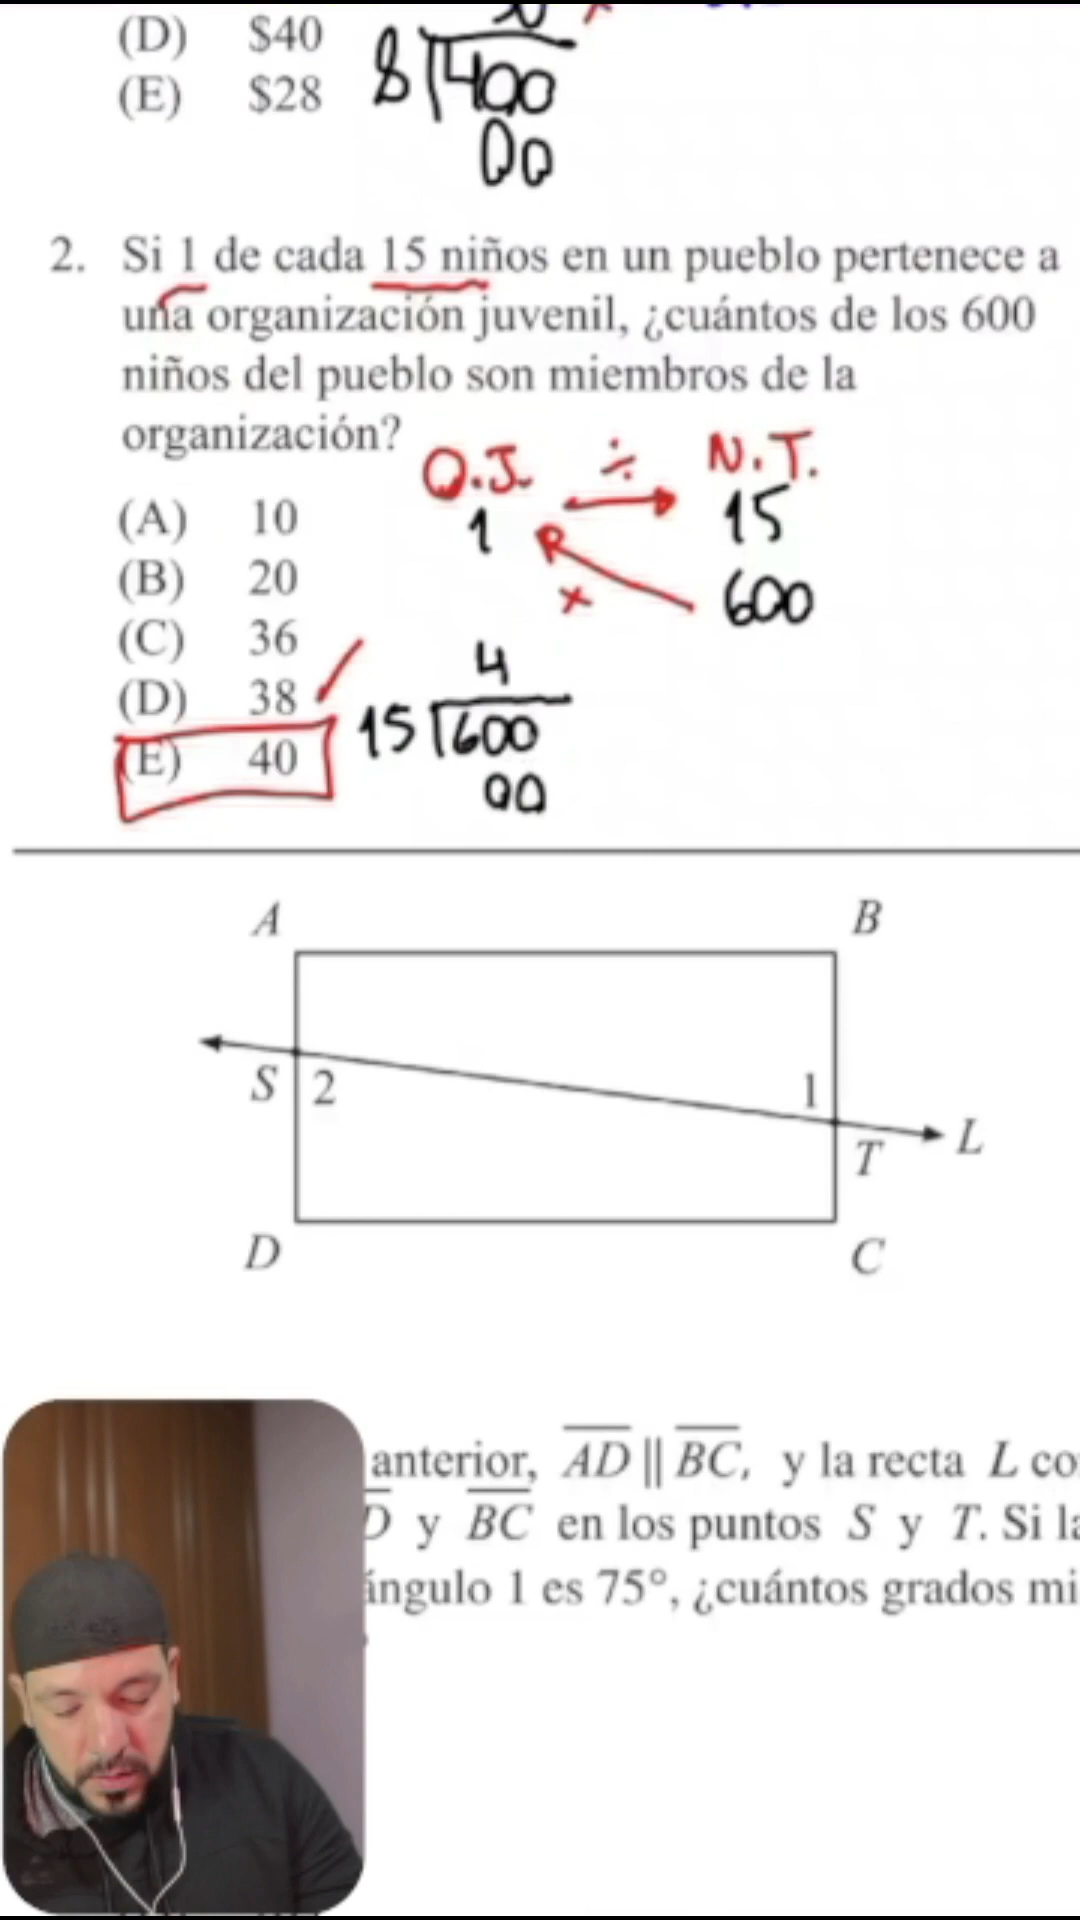 (D) $40
(E) $28
8 400
00
2. Si 1 de cada 15 niños en un pueblo pertenece a
una organización juvenil, ¿cuántos de los 600
niños del pueblo son miembros de la
organización?
O.J. ÷ N.T.
1 15
x 600
(A) 10
(B) 20
(C) 36
(D) 38
(E) 40
4
15 600
00
A B
S 2 1
T L
D C
anterior, AD || BC, y la recta L co
D y BC en los puntos S y T. Si la
ángulo 1 es 75°, ¿cuántos grados mi